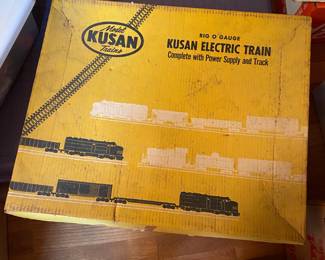 Model
KUSAN
Trains
BIG O GAUGE
KUSAN ELECTRIC TRAIN
Complete with Power Supply and Track